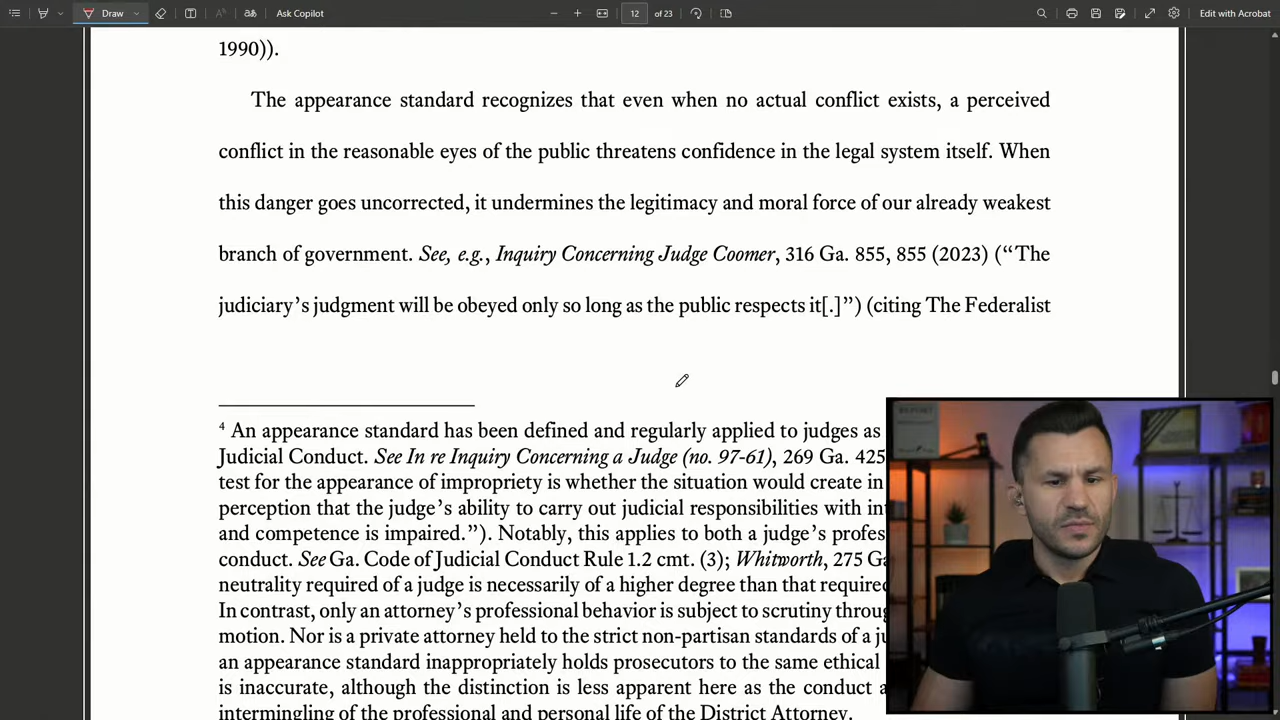 Draw
Ask Copilot
12 of 23
Edit with Acrobat
1990)).
The appearance standard recognizes that even when no actual conflict exists, a perceived
conflict in the reasonable eyes of the public threatens confidence in the legal system itself. When
this danger goes uncorrected, it undermines the legitimacy and moral force of our already weakest
branch of government. See, e.g., Inquiry Concerning Judge Coomer, 316 Ga. 855, 855 (2023) (“The
judiciary’s judgment will be obeyed only so long as the public respects it[.]”) (citing The Federalist
4 An appearance standard has been defined and regularly applied to judges as
Judicial Conduct. See In re Inquiry Concerning a Judge (no. 97-61), 269 Ga. 425
test for the appearance of impropriety is whether the situation would create in
perception that the judge’s ability to carry out judicial responsibilities with
and competence is impaired.”). Notably, this applies to both a judge’s
conduct. See Ga. Code of Judicial Conduct Rule 1.2 cmt. (3); Whitworth, 275
neutrality required of a judge is necessarily of a higher degree than that
In contrast, only an attorney’s professional behavior is subject to scrutiny
motion. Nor is a private attorney held to the strict non-partisan standards of a
an appearance standard inappropriately holds prosecutors to the same ethical
is inaccurate, although the distinction is less apparent here as the conduct
intermingling of the professional and personal life of the District Attorney.